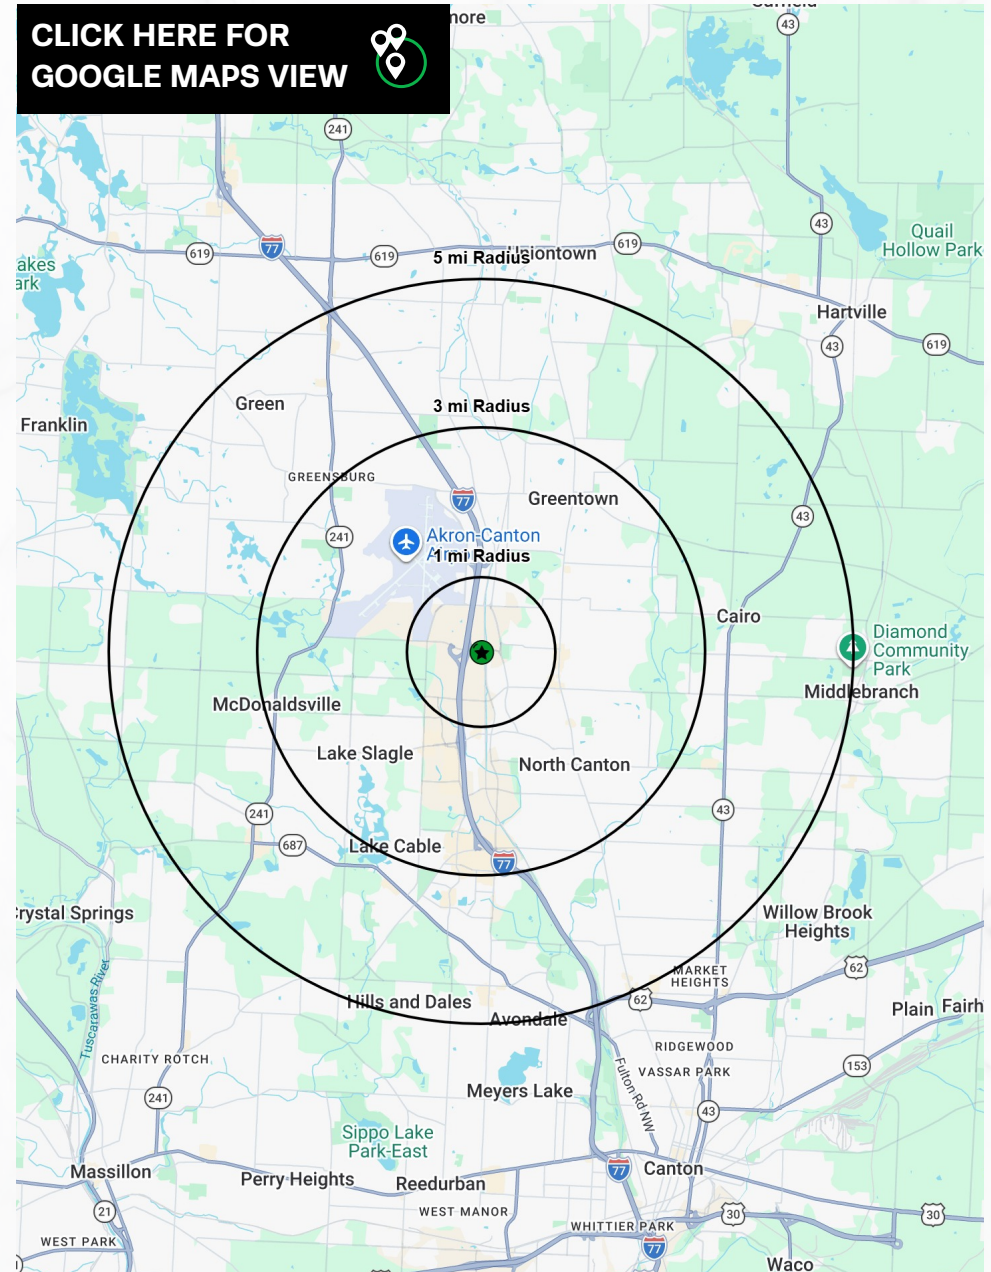 CLICK HERE FOR
GOOGLE MAPS VIEW
43
241
43
Quail
Hollow Park
619
77
619
Uniontown
619
5 mi Radius
Hartville
43
619
Green
3 mi Radius
Franklin
GREENSBURG
77
Greentown
43
241
Akron-Canton
1 mi Radius
Cairo
Diamond
Community
Park
Middlebranch
McDonaldsville
Lake Slagle
North Canton
241
43
687
Lake Cable
77
Crystal Springs
Willow Brook
Heights
62
MARKET
HEIGHTS
62
Hills and Dales
Avondale
Plain
Tuscarawas River
RIDGEWOOD
CHARITY ROTCH
VASSAR PARK
153
Meyers Lake
Fulton Rd NW
241
43
Sippo Lake
Park-East
Massillon
Perry Heights
Reedurban
77
Canton
21
WEST MANOR
30
30
WHITTIER PARK
WEST PARK
77
Waco